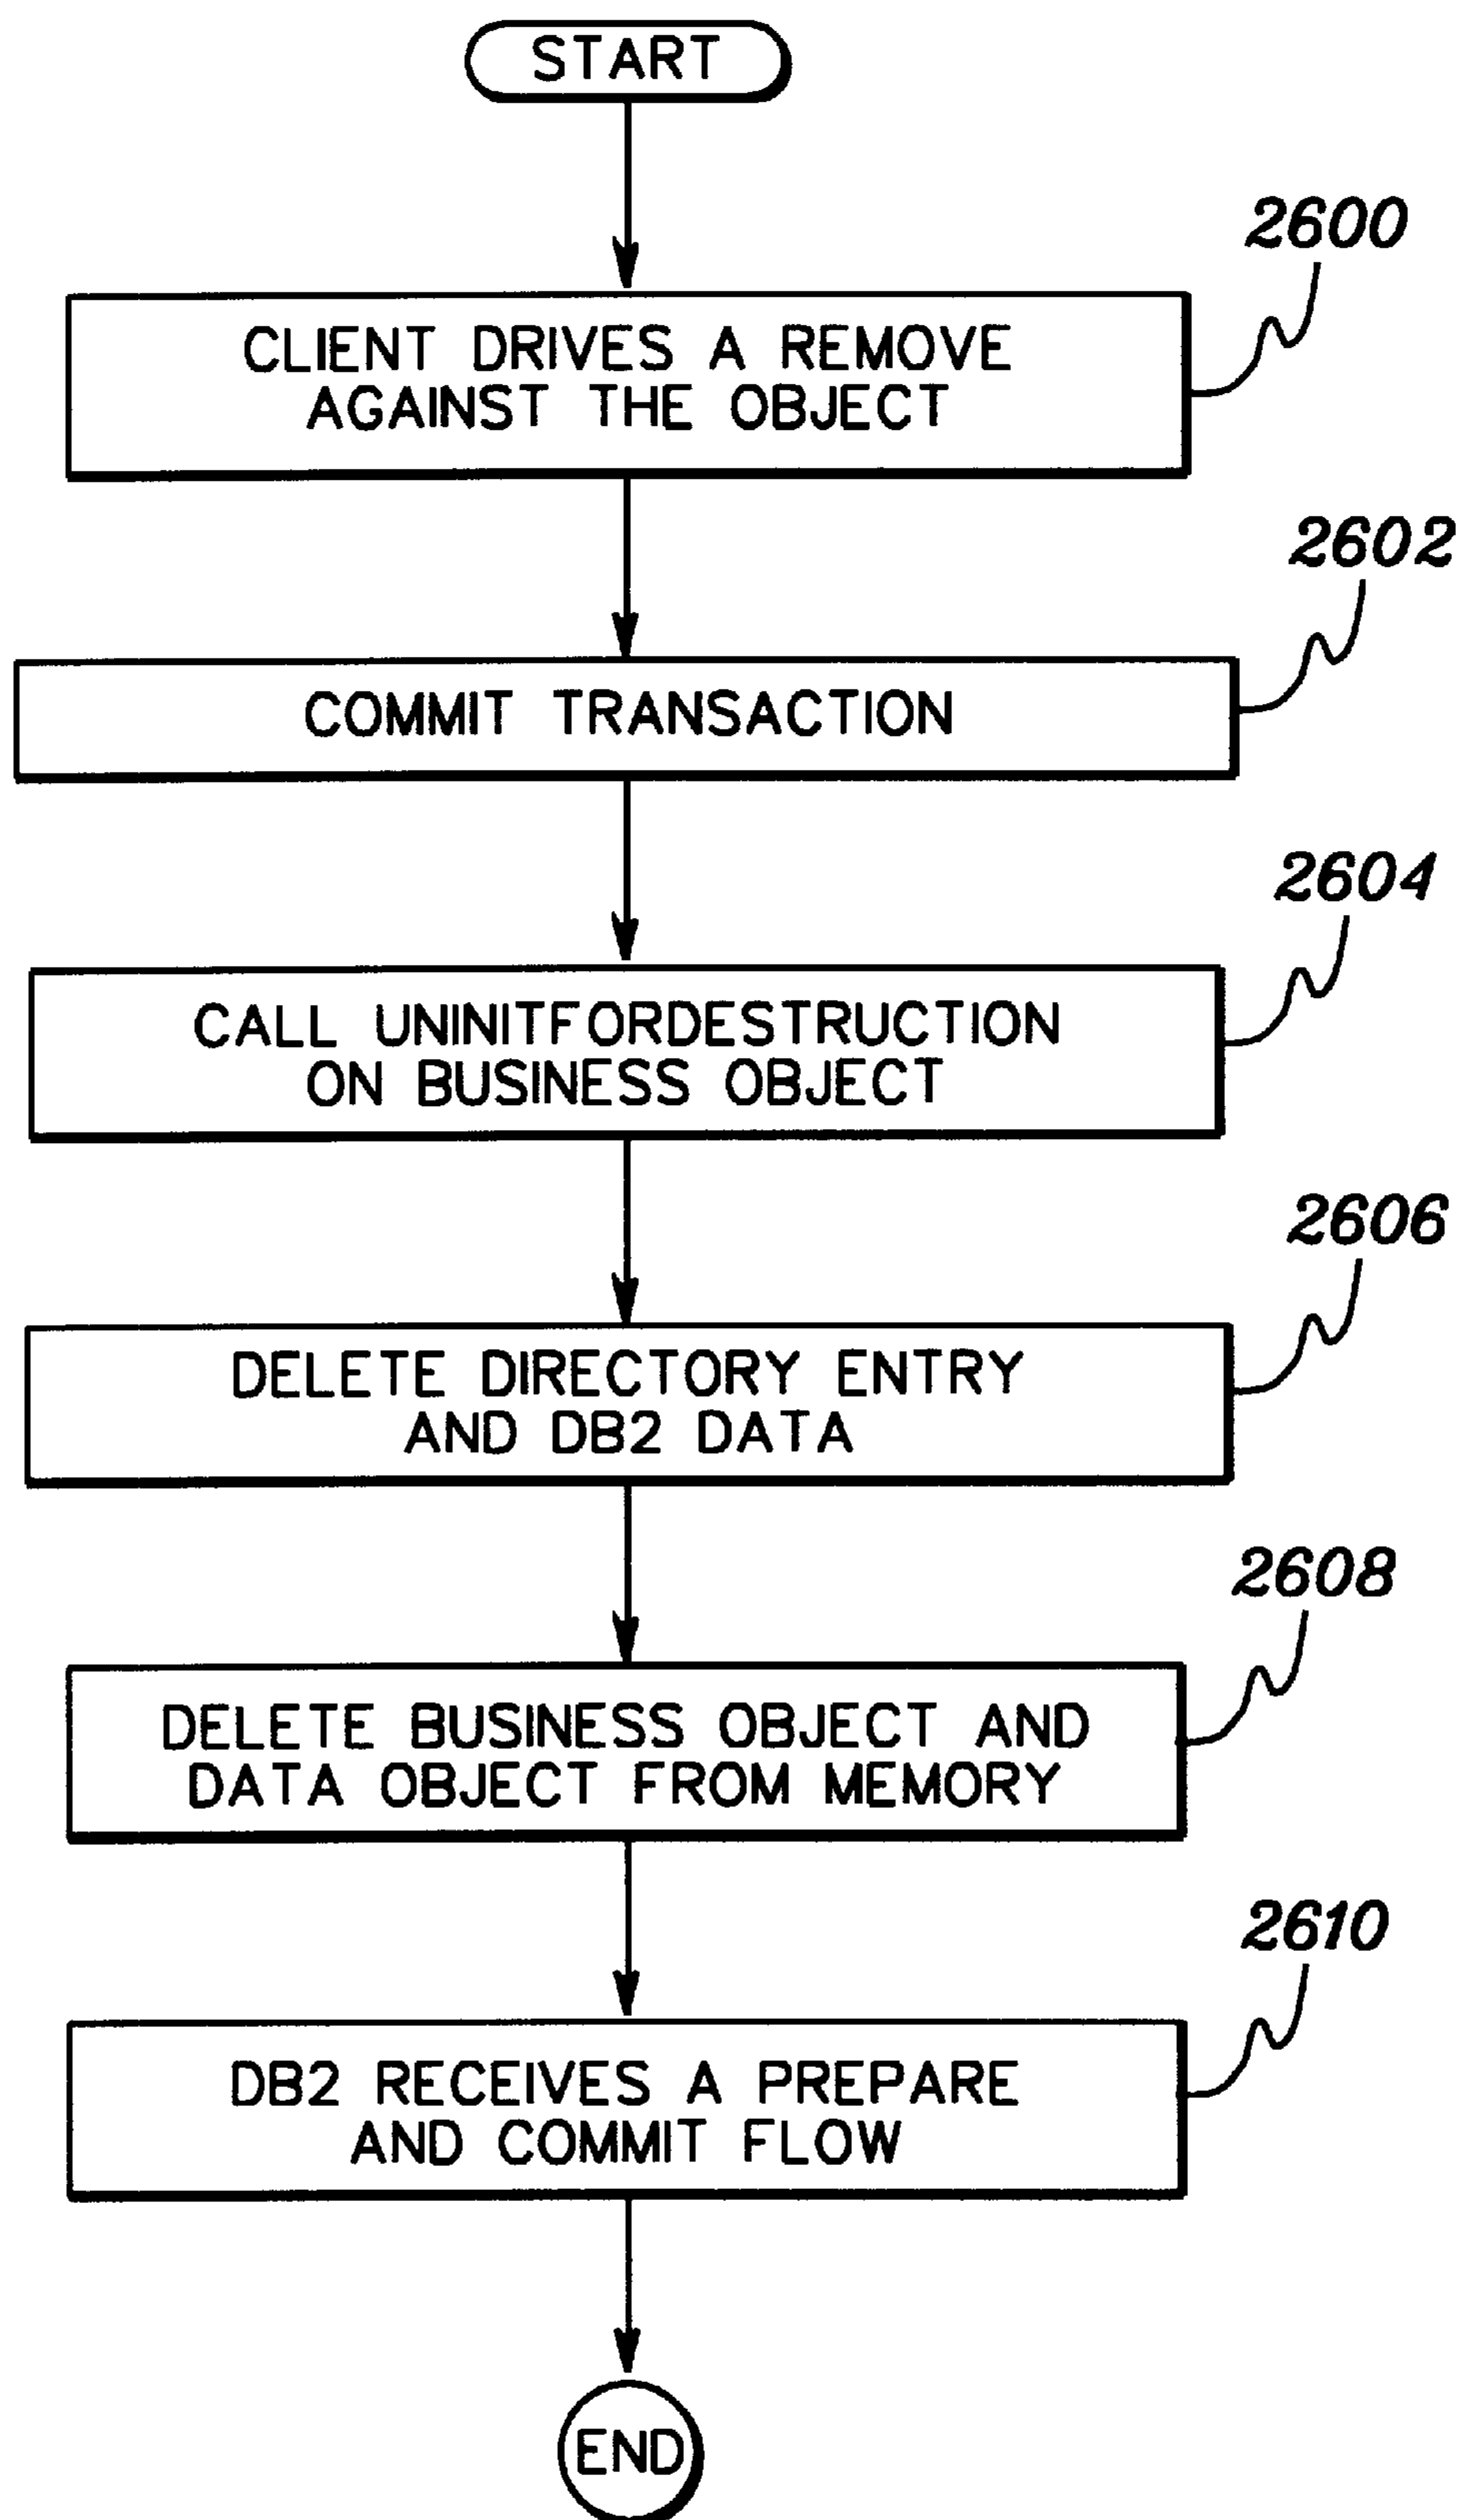 START
2600
CLIENT DRIVES A REMOVE
AGAINST THE OBJECT
2602
COMMIT TRANSACTION
2604
CALL UNINITFORDESTRUCTION
ON BUSINESS OBJECT
2606
DELETE DIRECTORY ENTRY
AND DB2 DATA
2608
DELETE BUSINESS OBJECT AND
DATA OBJECT FROM MEMORY
2610
DB2 RECEIVES A PREPARE
AND COMMIT FLOW
END